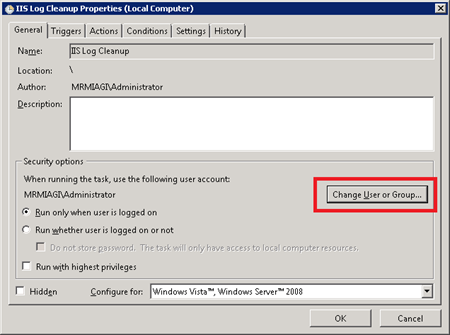 IIS Log Cleanup Properties (Local Computer)
General Triggers Actions Conditions Settings History
Name: IIS Log Cleanup
Location: \
Author: MRMIAGI\Administrator
Description:
Security options
When running the task, use the following user account:
MRMIAGI\Administrator Change User or Group...
Run only when user is logged on
Run whether user is logged on or not
Do not store password. The task will only have access to local computer resources.
Run with highest privileges
Hidden Configure for: Windows Vista™, Windows Server™ 2008
OK Cancel